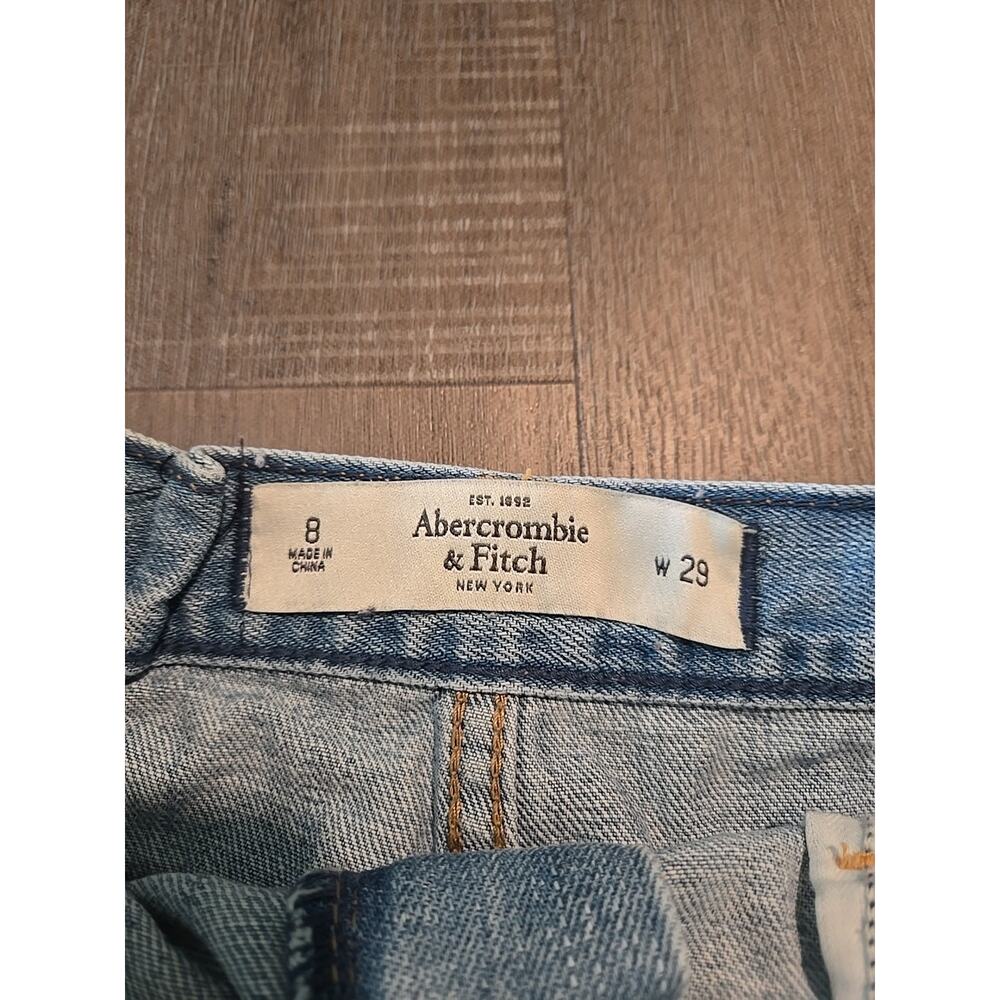 8
MADE IN
CHINA
EST. 1892
Abercrombie
& Fitch
NEW YORK
W 29